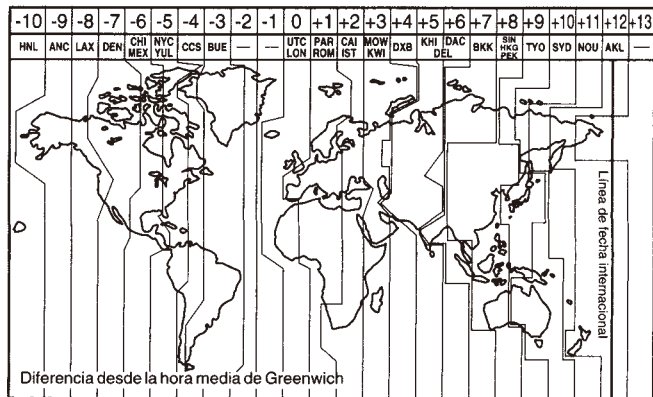 -10 -9 -8 -7 -6 -5 -4 -3 -2 -1 0 +1 +2 +3 +4 +5 +6 +7 +8 +9 +10 +11 +12 +13
HNL ANC LAX DEN CHI MEX NYC YUL CCS BUE — — UTC LON PAR ROM CAI IST MOW KWI DXB KHI DAC DEL BKK SIN HKG PEK TYO SYD NOU AKL —
Línea de fecha internacional
Diferencia desde la hora media de Greenwich